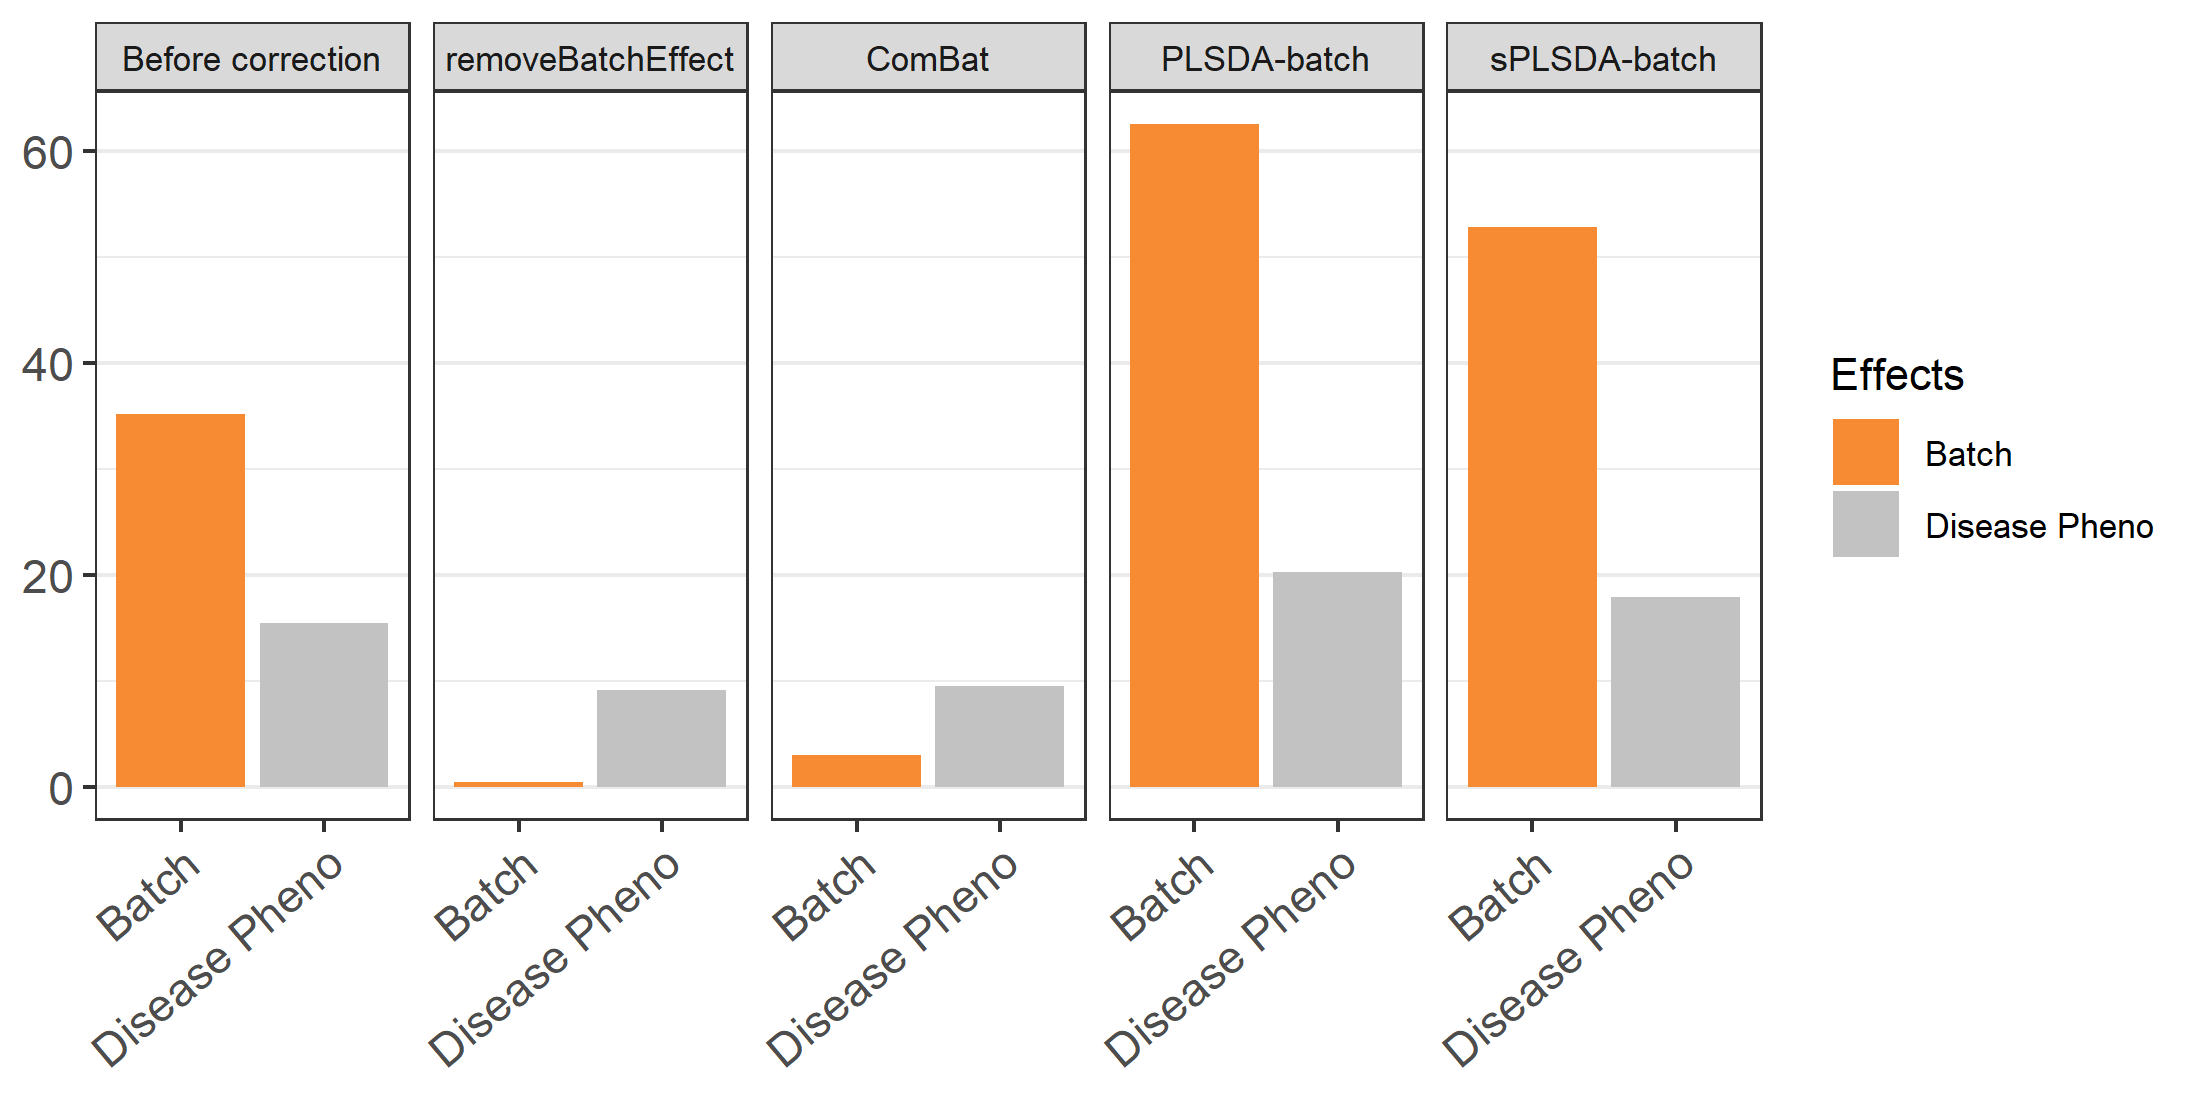 Before correction
removeBatchEffect
ComBat
PLSDA-batch
sPLSDA-batch
60
40
20
0
Batch
Disease Pheno
Batch
Disease Pheno
Batch
Disease Pheno
Batch
Disease Pheno
Batch
Disease Pheno
Effects
Batch
Disease Pheno